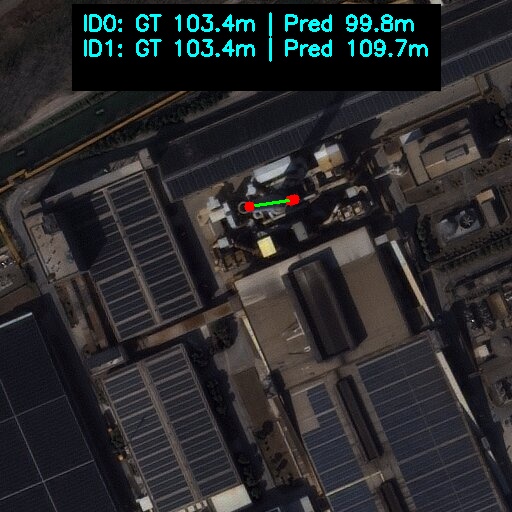 ID0: GT 103.4m | Pred 99.8m
ID1: GT 103.4m | Pred 109.7m